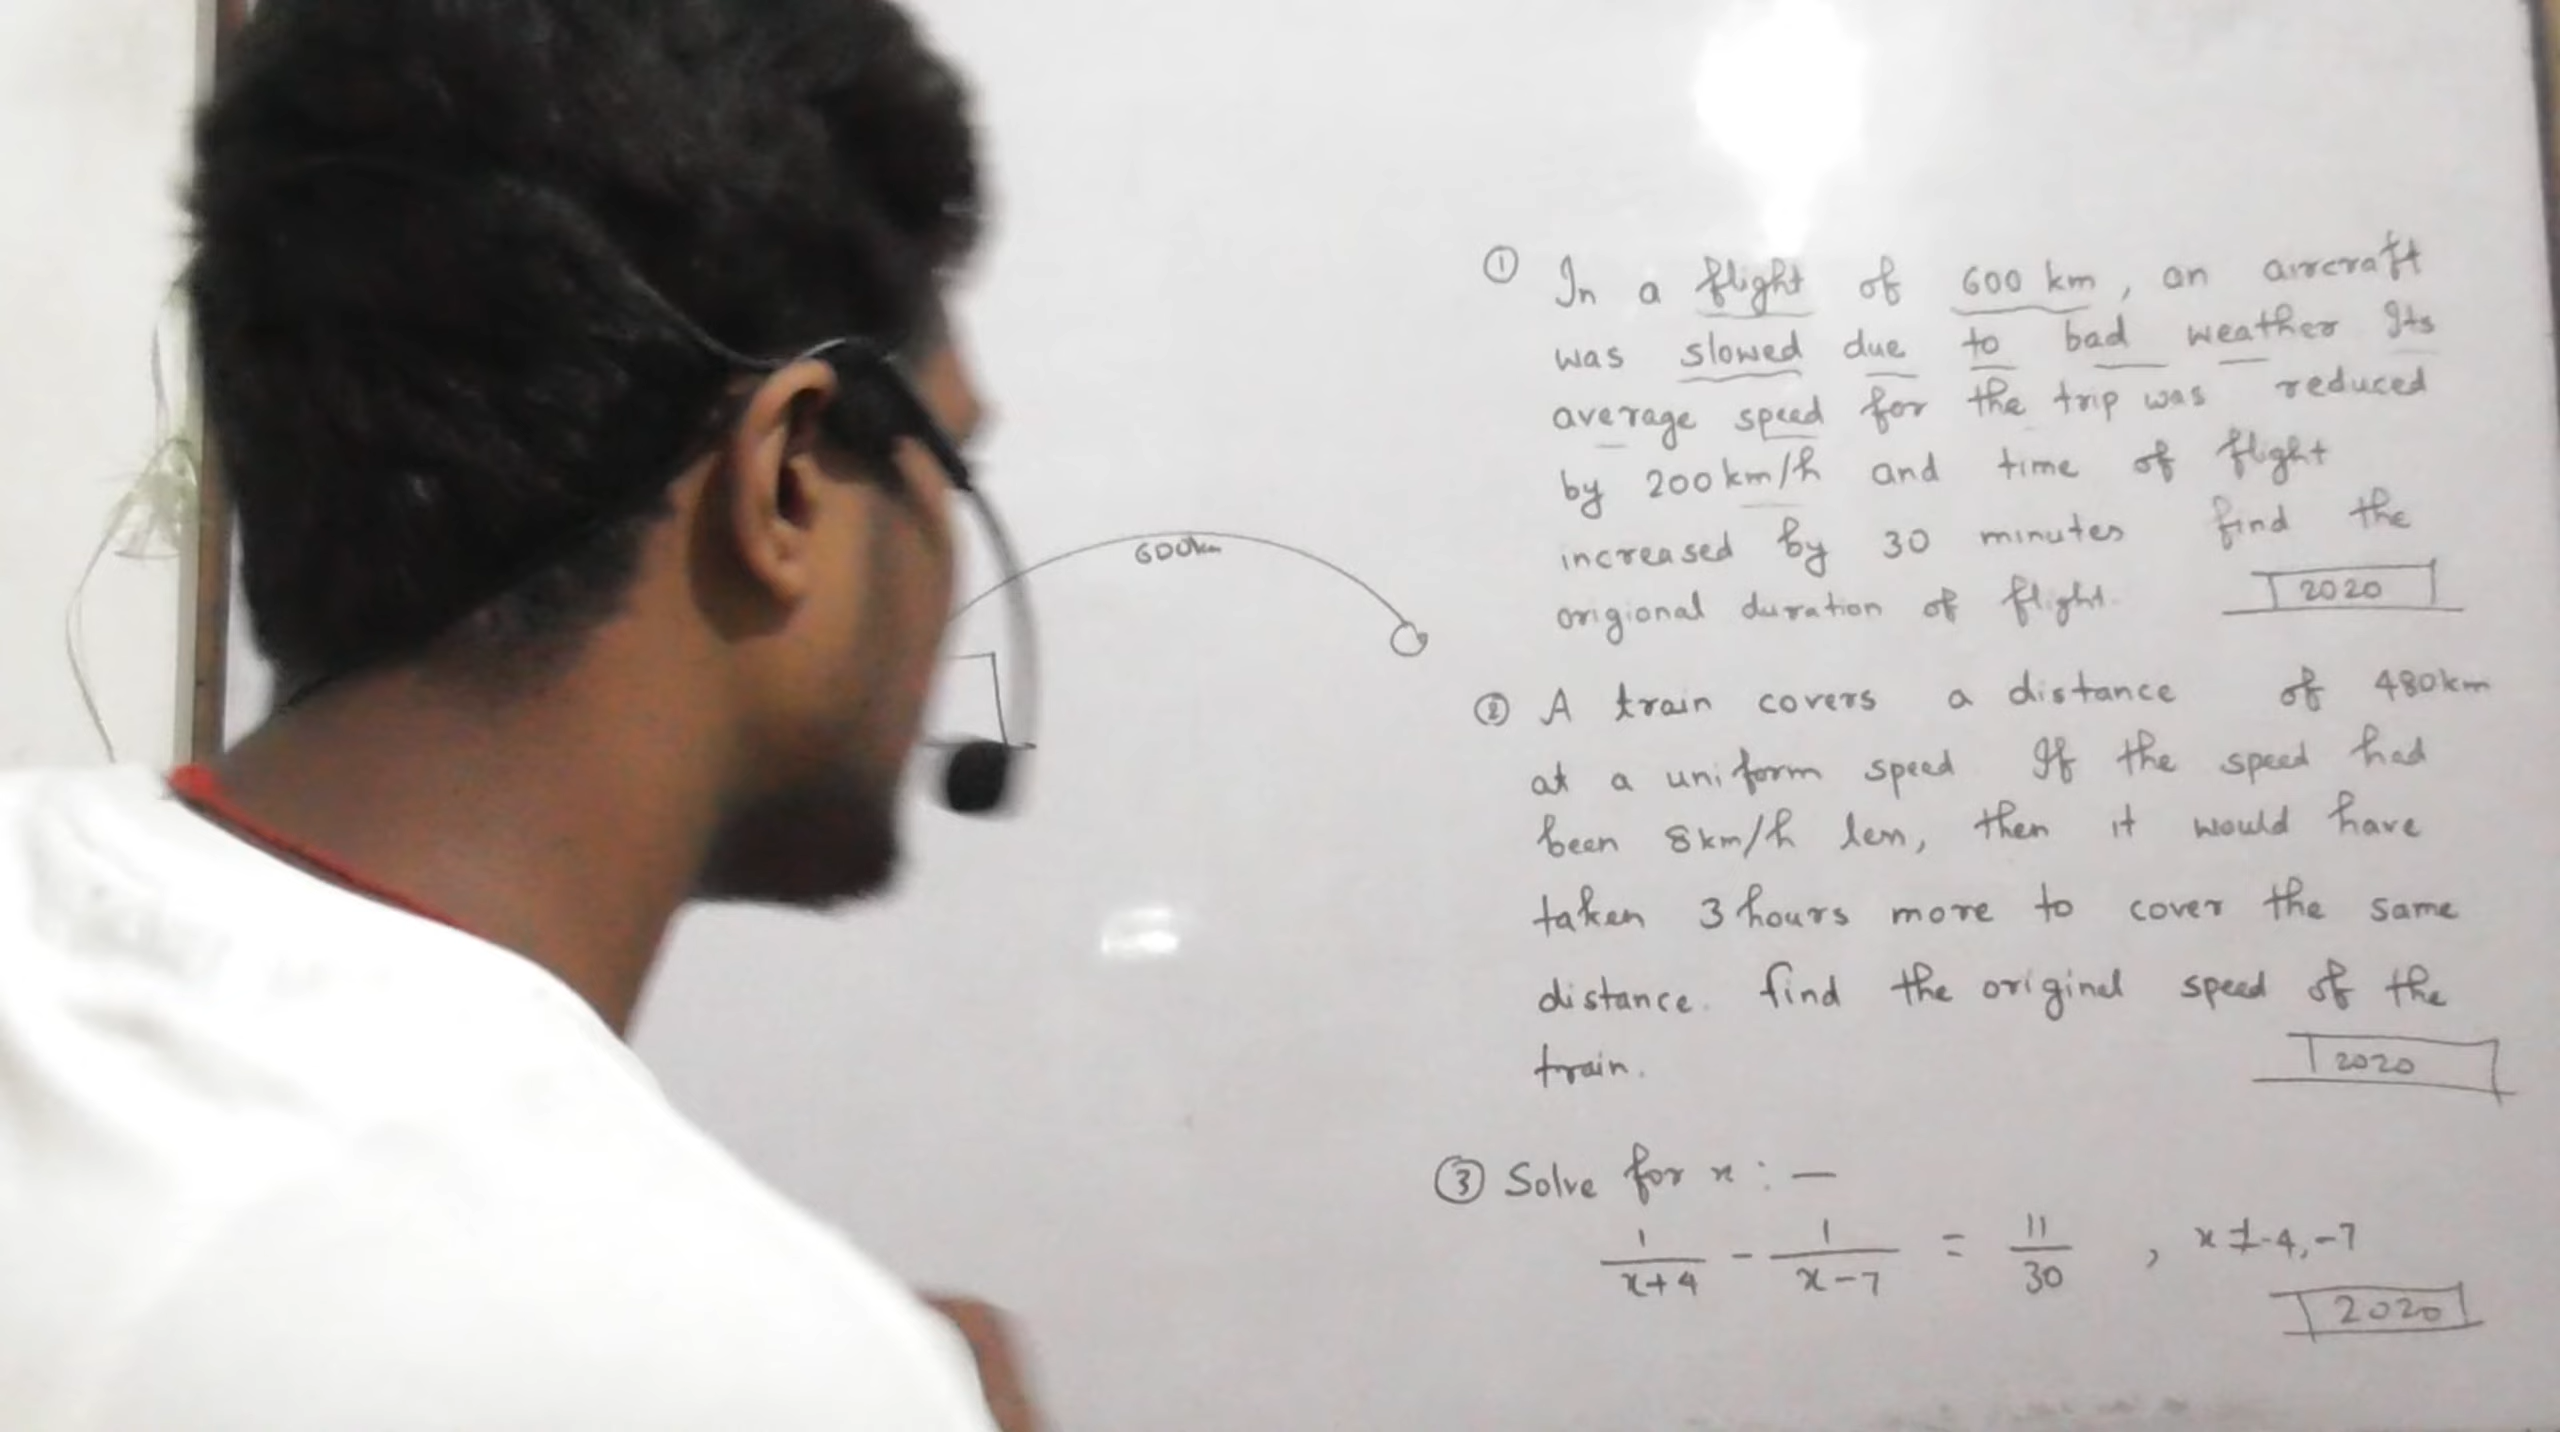 600km
① In a flight of 600 km, an aircraft
was slowed due to bad weather Its
average speed for the trip was reduced
by 200km/h and time of flight
increased by 30 minutes find the
origional duration of flight.
2020
② A train covers a distance of 480km
at a uniform speed If the speed had
been 8km/h less, then it would have
taken 3 hours more to cover the same
distance. find the original speed of the
train.
2020
③ Solve for x : —
1/(x+4) - 1/(x-7) = 11/30 , x ≠ -4, -7
2020